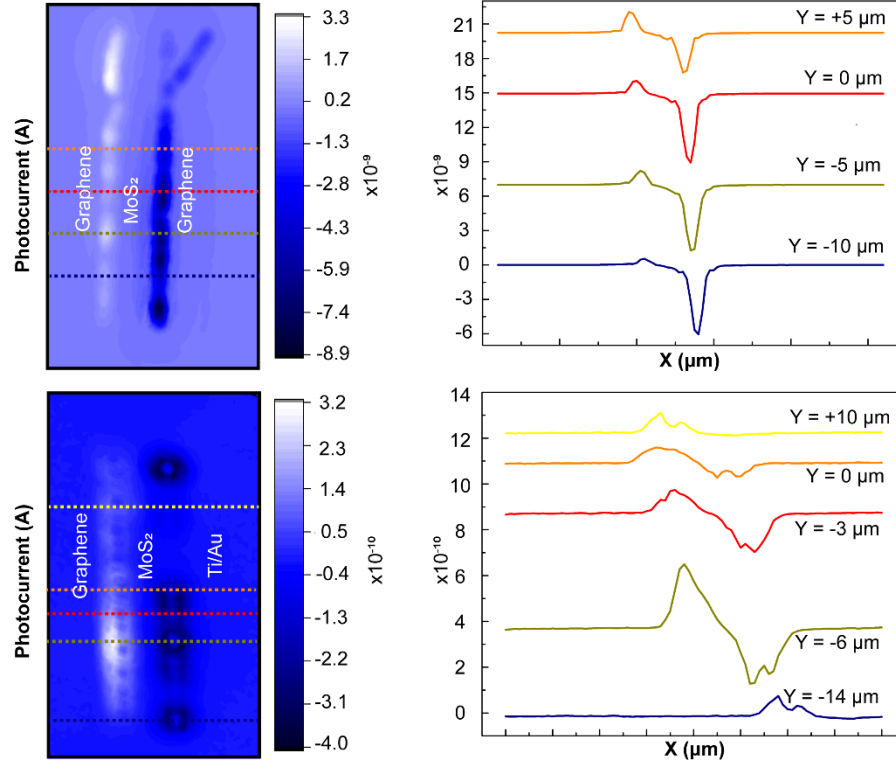 Photocurrent (A)
Graphene
MoS₂
Graphene
3.3
2.0
0.2
-1.3
-2.8
-4.3
-5.9
-7.4
-8.9
x10⁻⁹
x10⁻⁹
21
18
15
12
9
6
3
0
-3
-6
Y = +5 µm
Y = 0 µm
Y = -5 µm
Y = -10 µm
X (µm)
Photocurrent (A)
Graphene
MoS₂
Ti/Au
3.2
2.3
1.4
0.5
-0.4
-1.3
-2.2
-3.1
-4.0
x10⁻¹⁰
x10⁻¹⁰
14
12
10
8
6
4
2
0
Y = +10 µm
Y = 0 µm
Y = -3 µm
Y = -6 µm
Y = -14 µm
X (µm)